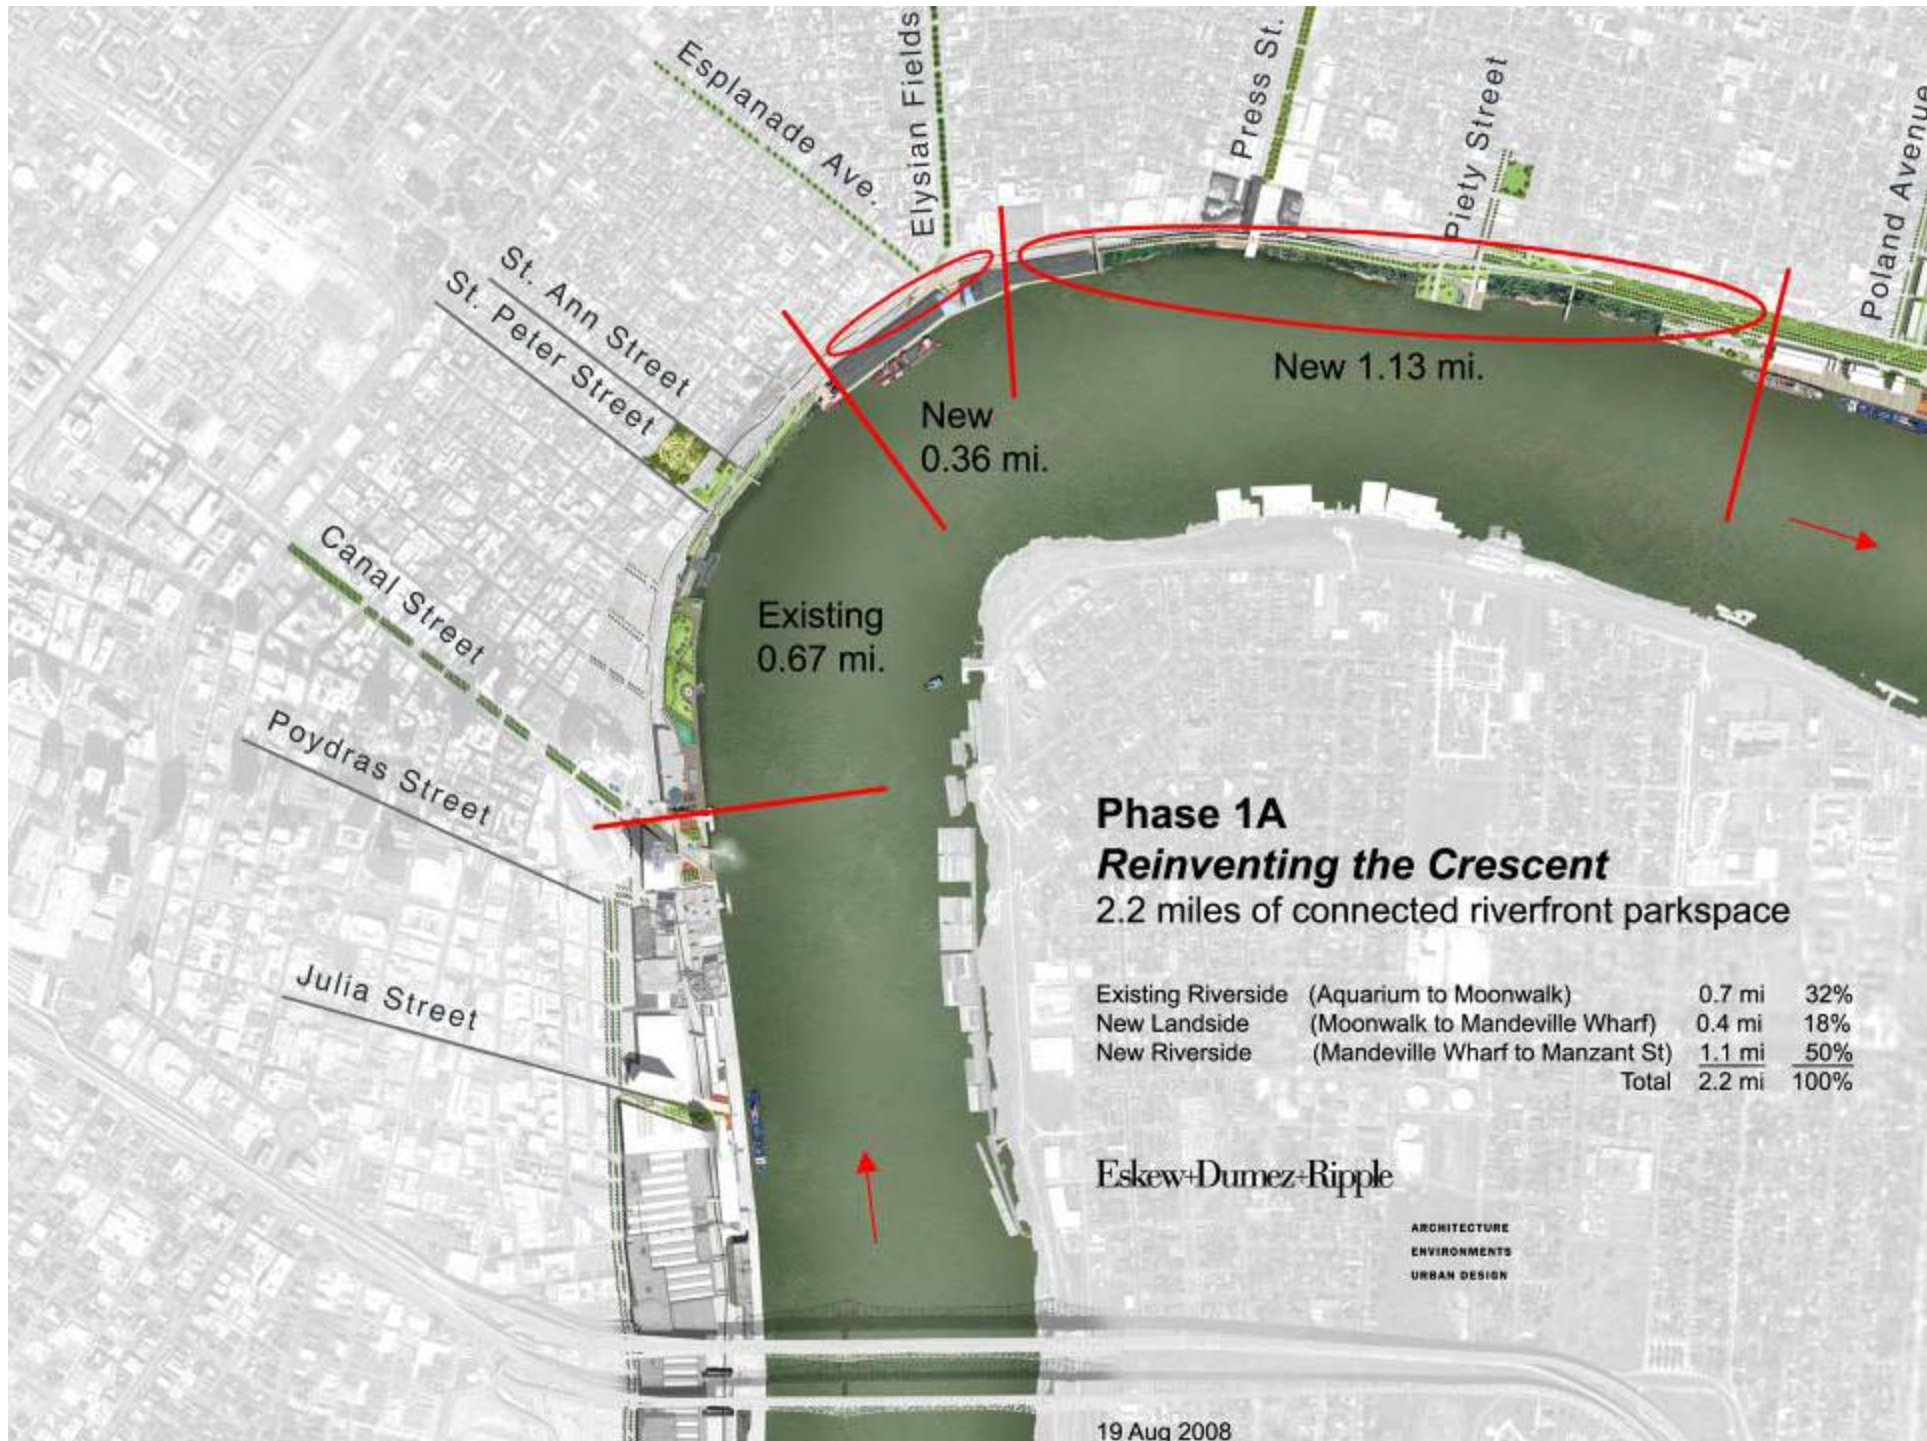 Esplanade Ave.
Elysian Fields
Press St.
Piety Street
Poland Avenue
St. Ann Street
St. Peter Street
New 1.13 mi.
New
0.36 mi.
Canal Street
Existing
0.67 mi.
Poydras Street
Julia Street
Phase 1A
Reinventing the Crescent
2.2 miles of connected riverfront parkspace
Existing Riverside (Aquarium to Moonwalk) 0.7 mi 32%
New Landside (Moonwalk to Mandeville Wharf) 0.4 mi 18%
New Riverside (Mandeville Wharf to Manzant St) 1.1 mi 50%
Total 2.2 mi 100%
Eskew+Dumez+Ripple
ARCHITECTURE
ENVIRONMENTS
URBAN DESIGN
19 Aug 2008